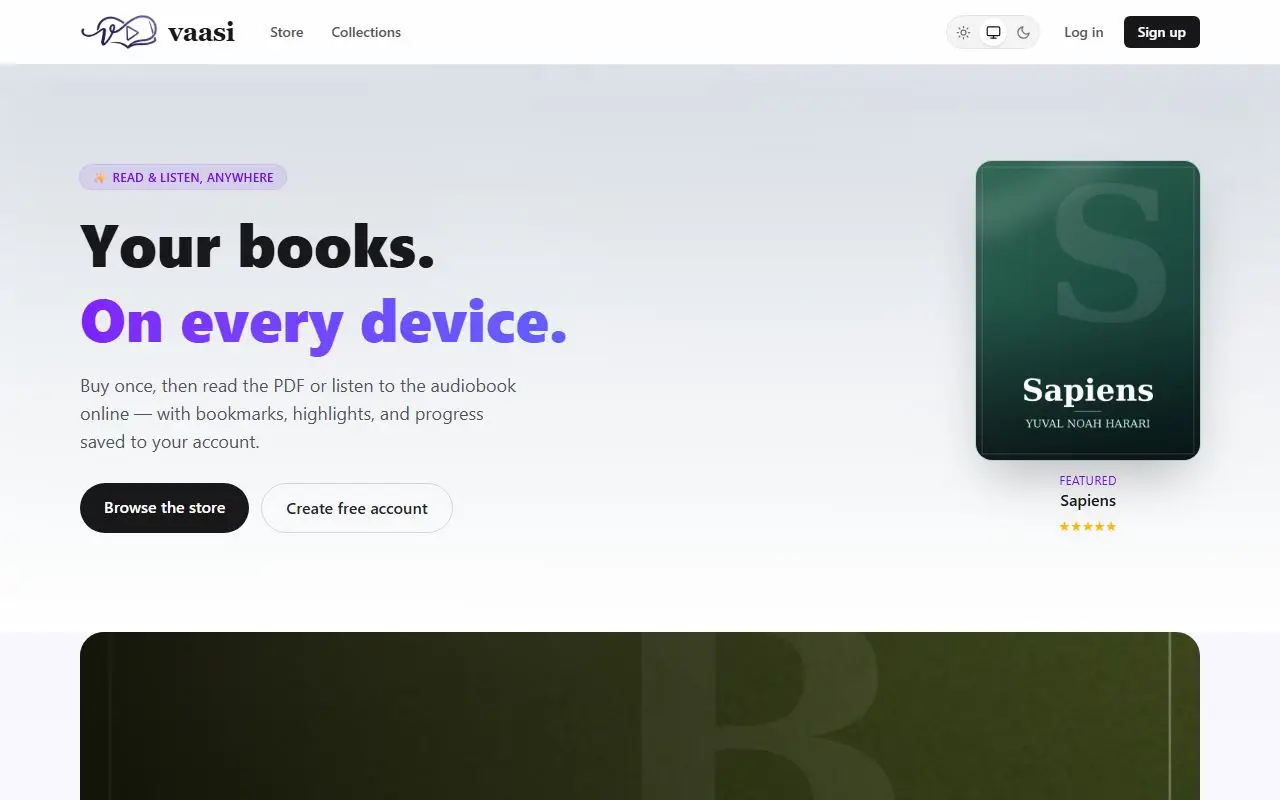 vaasi
Store
Collections
Log in
Sign up
READ & LISTEN, ANYWHERE
Your books.
On every device.
Buy once, then read the PDF or listen to the audiobook
online — with bookmarks, highlights, and progress
saved to your account.
Browse the store
Create free account
S
Sapiens
YUVAL NOAH HARARI
FEATURED
Sapiens
★★★★★